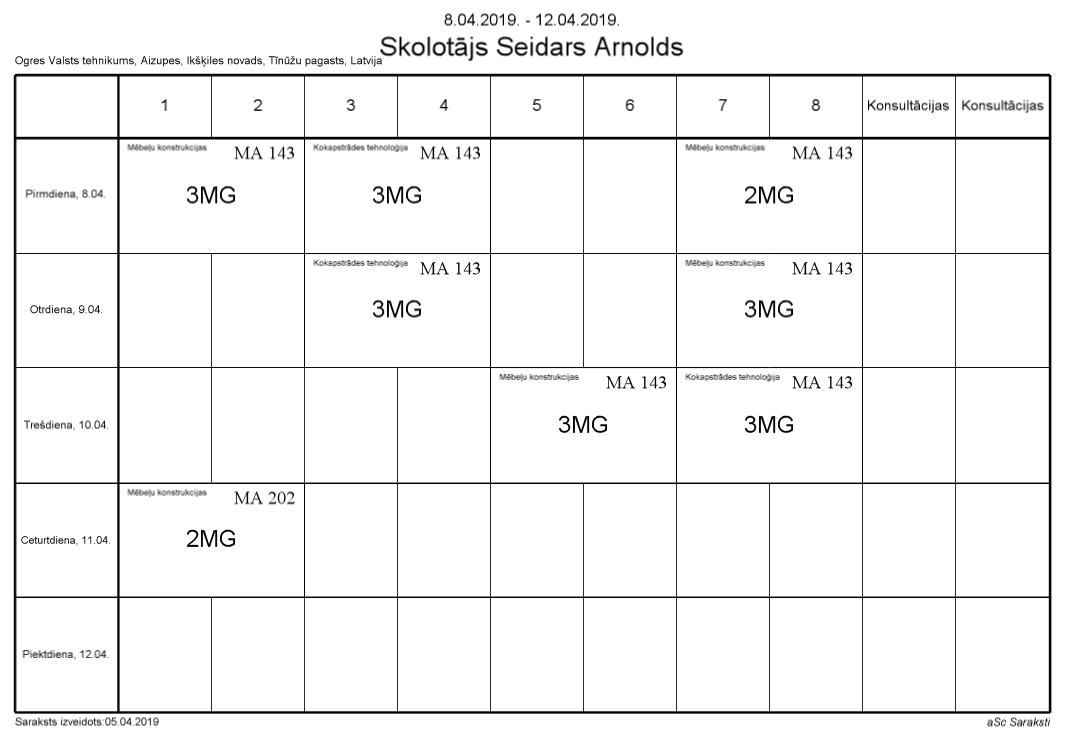 8.04.2019. - 12.04.2019.
Skolotājs Seidars Arnolds
Ogres Valsts tehnikums, Aizupes, Ikšķiles novads, Tīnūžu pagasts, Latvija
1 2 3 4 5 6 7 8 Konsultācijas Konsultācijas
Mēbeļu konstrukcijas MA 143 Kokapstrādes tehnoloģija MA 143 Mēbeļu konstrukcijas MA 143
Pirmdiena, 8.04. 3MG 3MG 2MG
Kokapstrādes tehnoloģija MA 143 Mēbeļu konstrukcijas MA 143
Otrdiena, 9.04. 3MG 3MG
Mēbeļu konstrukcijas MA 143 Kokapstrādes tehnoloģija MA 143
Trešdiena, 10.04. 3MG 3MG
Mēbeļu konstrukcijas MA 202
Ceturtdiena, 11.04. 2MG
Piektdiena, 12.04.
Saraksts izveidots:05.04.2019 aSc Saraksti